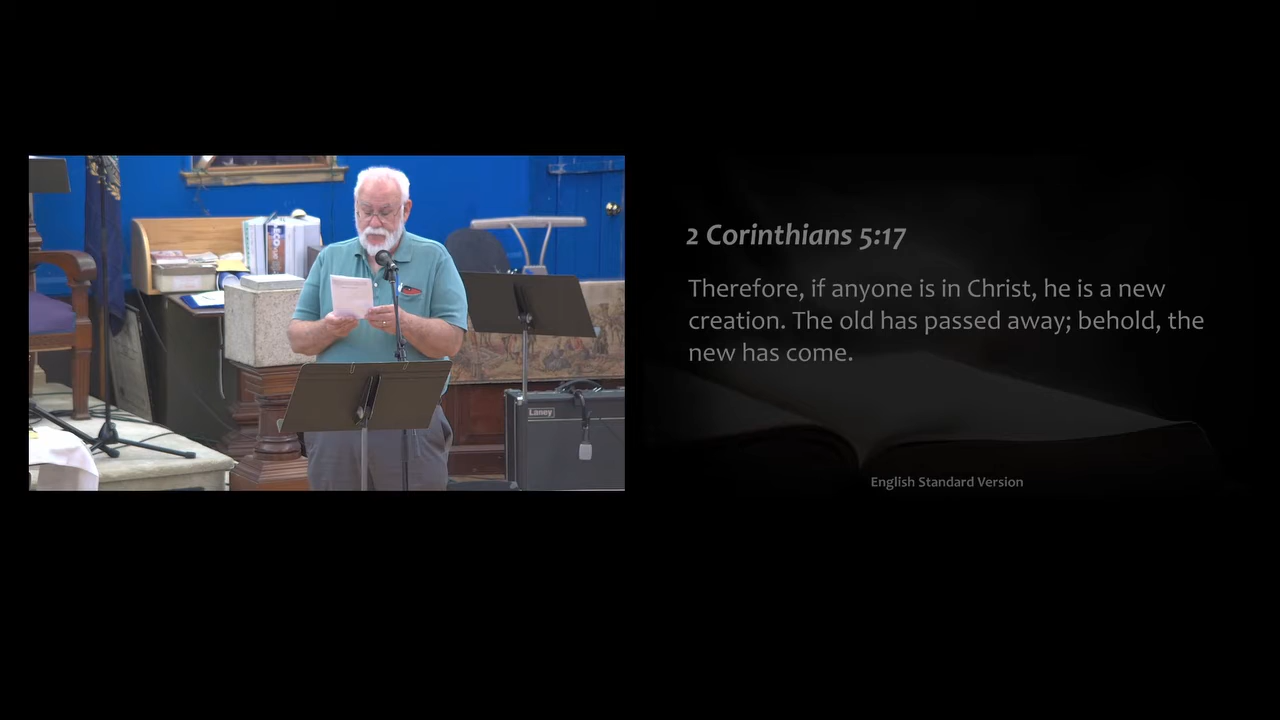 2 Corinthians 5:17
Therefore, if anyone is in Christ, he is a new
creation. The old has passed away; behold, the
new has come.
English Standard Version
Laney